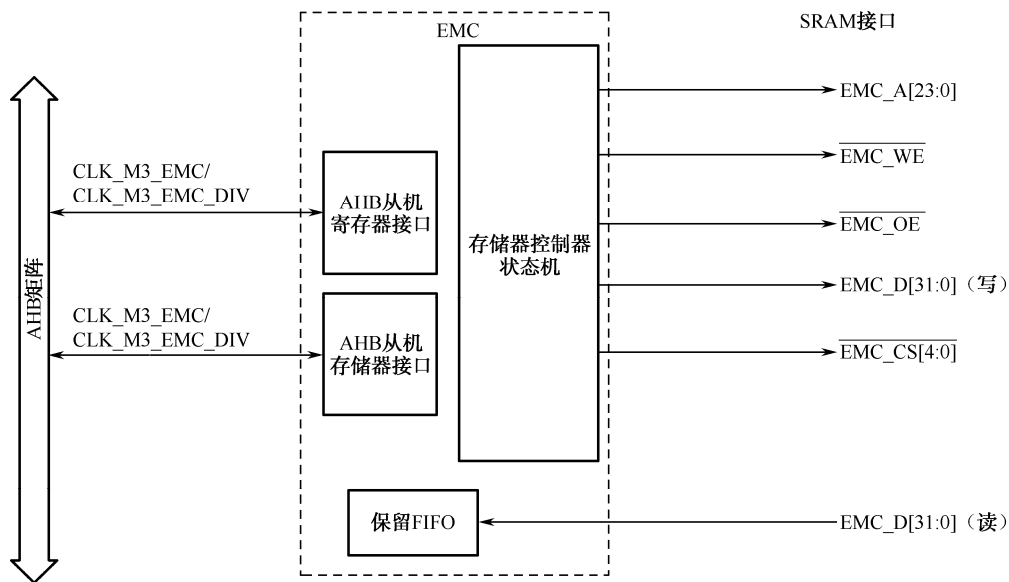 EMC
SRAM接口
EMC_A[23:0]
CLK_M3_EMC/
CLK_M3_EMC_DIV
AHB从机
寄存器接口
EMC_WE
EMC_OE
存储器控制器
状态机
EMC_D[31:0]（写）
AHB矩阵
CLK_M3_EMC/
CLK_M3_EMC_DIV
AHB从机
存储器接口
EMC_CS[4:0]
保留FIFO
EMC_D[31:0]（读）